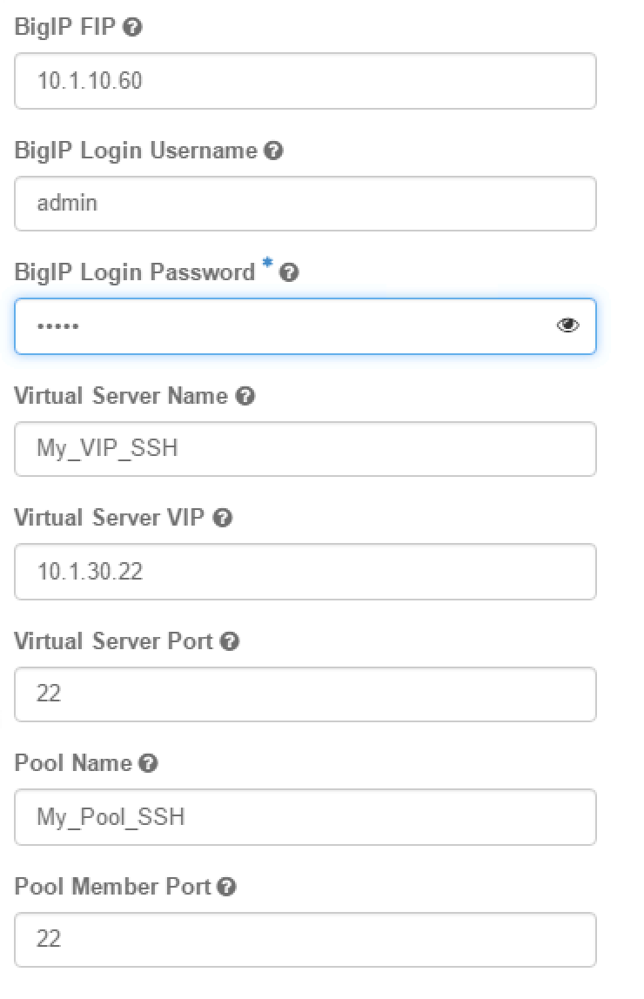 BigIP FIP
10.1.10.60
BigIP Login Username
admin
BigIP Login Password *
•••••
Virtual Server Name
My_VIP_SSH
Virtual Server VIP
10.1.30.22
Virtual Server Port
22
Pool Name
My_Pool_SSH
Pool Member Port
22